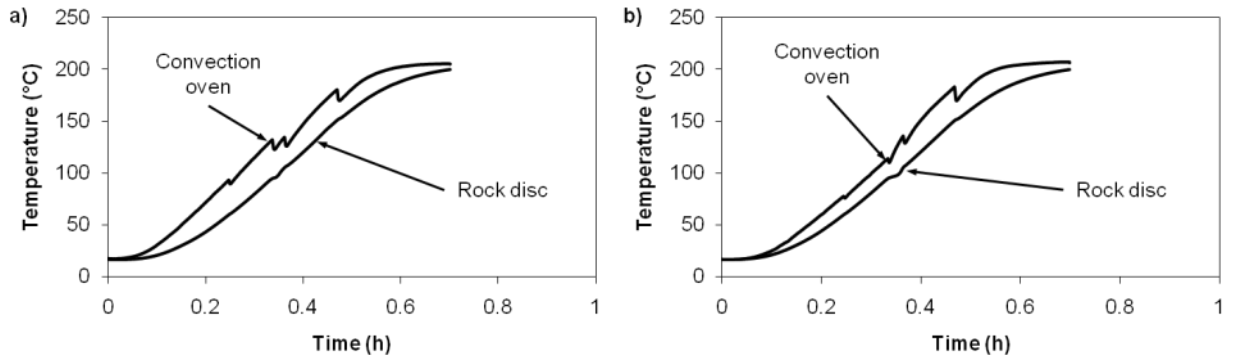 a)
Temperature (°C)
250
200
150
100
50
0
Convection
oven
Rock disc
0
0.2
0.4
0.6
0.8
1
Time (h)
b)
Temperature (°C)
250
200
150
100
50
0
Convection
oven
Rock disc
0
0.2
0.4
0.6
0.8
1
Time (h)